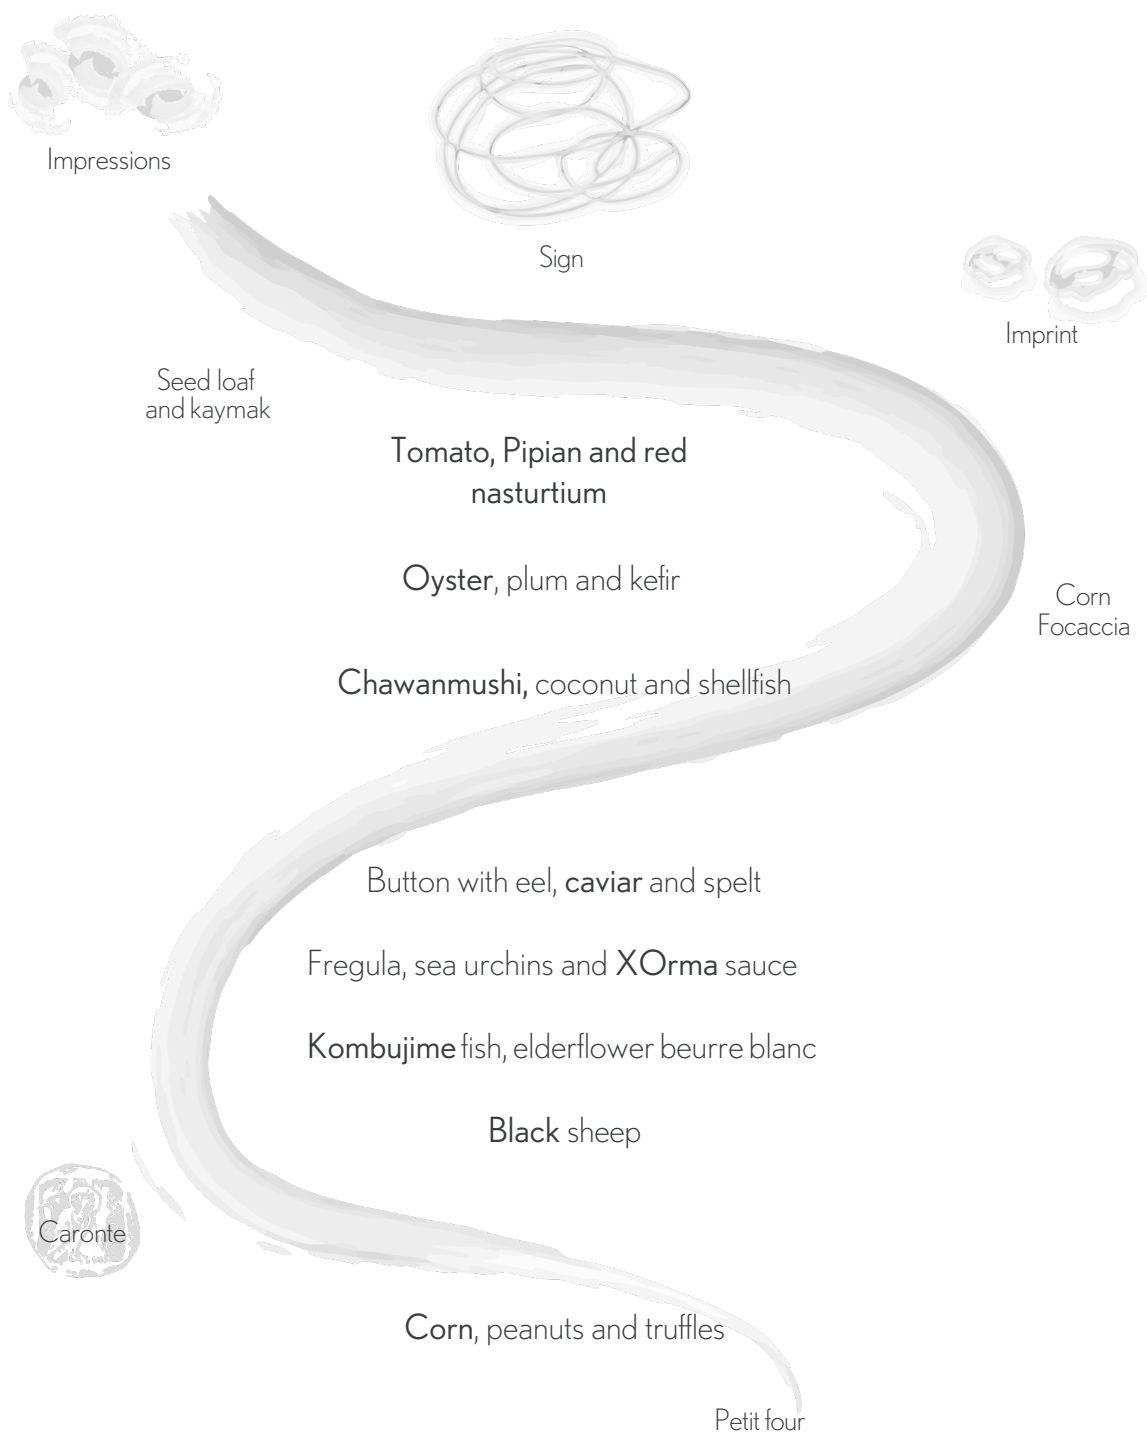 Impressions
Sign
Imprint
Seed loaf
and kaymak
Tomato, Pipian and red
nasturtium
Oyster, plum and kefir
Corn
Focaccia
Chawanmushi, coconut and shellfish
Button with eel, caviar and spelt
Fregula, sea urchins and XOrma sauce
Kombujime fish, elderflower beurre blanc
Black sheep
Caronte
Corn, peanuts and truffles
Petit four